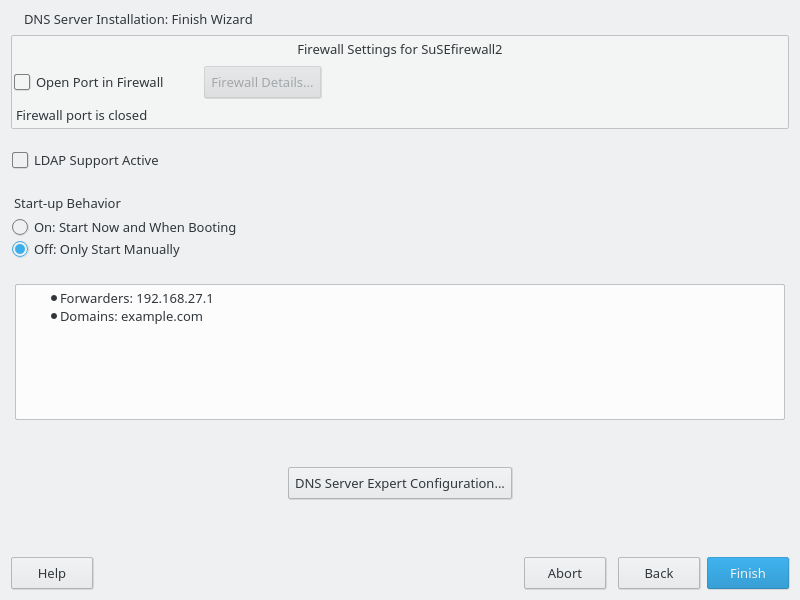 DNS Server Installation: Finish Wizard
Firewall Settings for SuSEfirewall2
Open Port in Firewall
Firewall Details...
Firewall port is closed
LDAP Support Active
Start-up Behavior
On: Start Now and When Booting
Off: Only Start Manually
Forwarders: 192.168.27.1
Domains: example.com
DNS Server Expert Configuration...
Help
Abort
Back
Finish